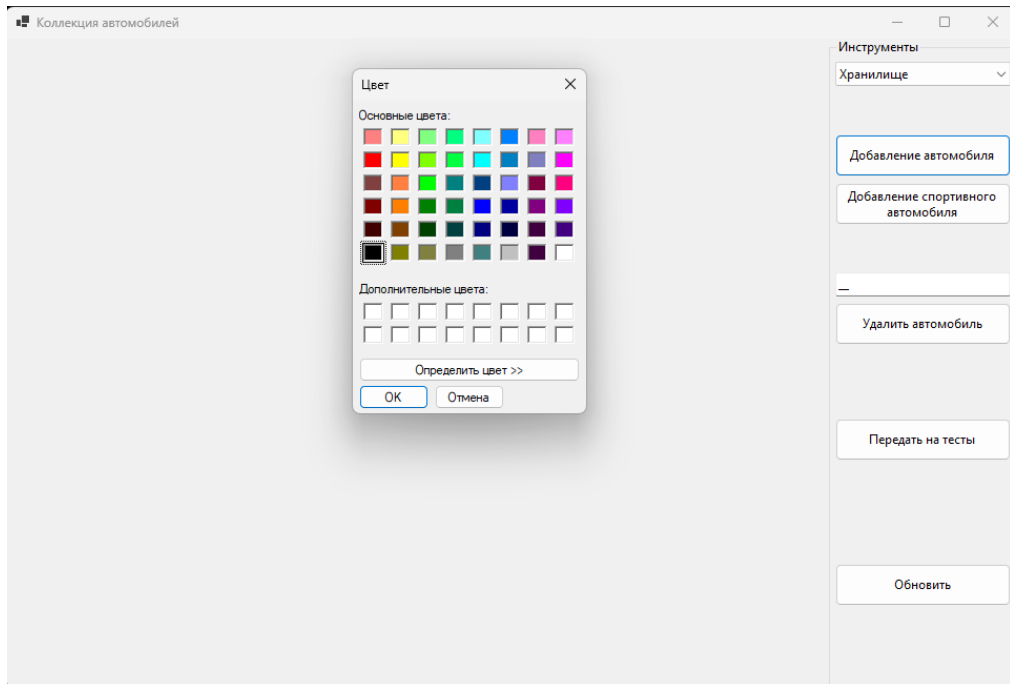 Коллекция автомобилей
Инструменты
Хранилище
Цвет
Основные цвета:
Добавление автомобиля
Добавление спортивного
автомобиля
__
Дополнительные цвета:
Удалить автомобиль
Определить цвет >>
OK
Отмена
Передать на тесты
Обновить